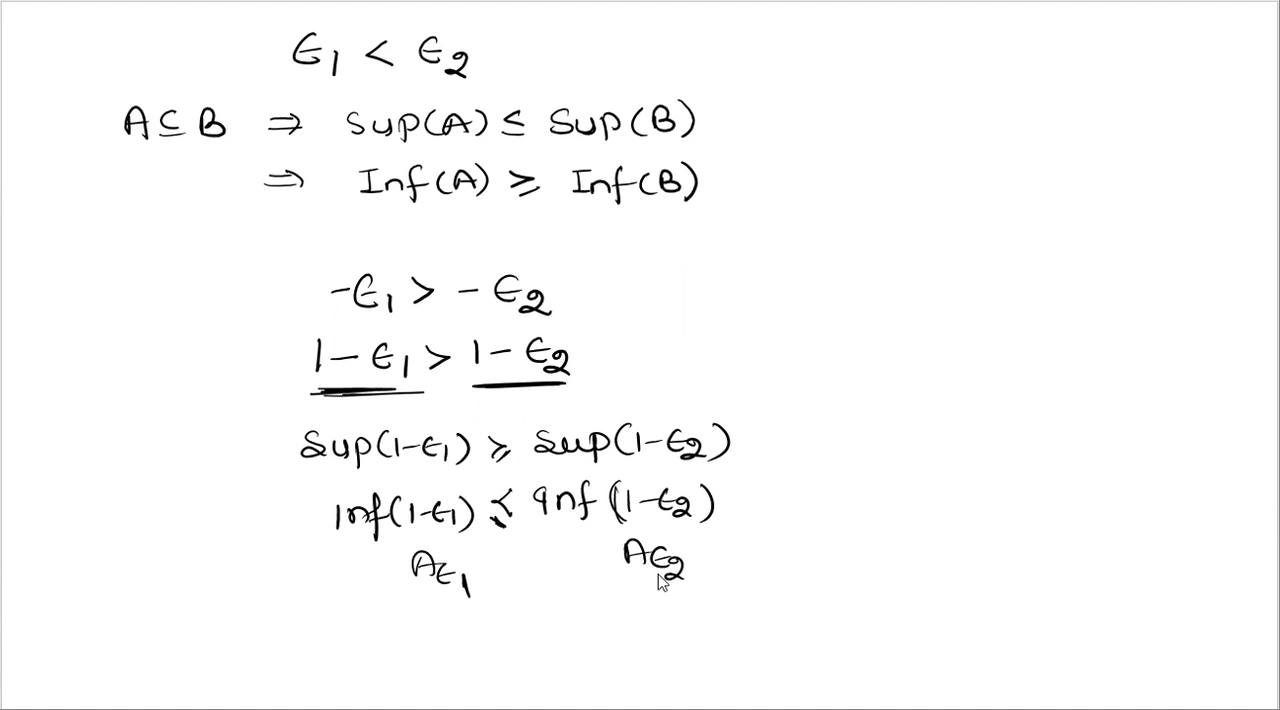 ϵ1 < ϵ2
A ⊆ B ⇒ Sup(A) ≤ Sup(B)
⇒ Inf(A) ≥ Inf(B)
-ϵ1 > - ϵ2
1-ϵ1 > 1-ϵ2
Sup(1-ϵ1) ≥ Sup(1-ϵ2)
Inf(1-ϵ1) ≤ Inf(1-ϵ2)
Aϵ1 Aϵ2